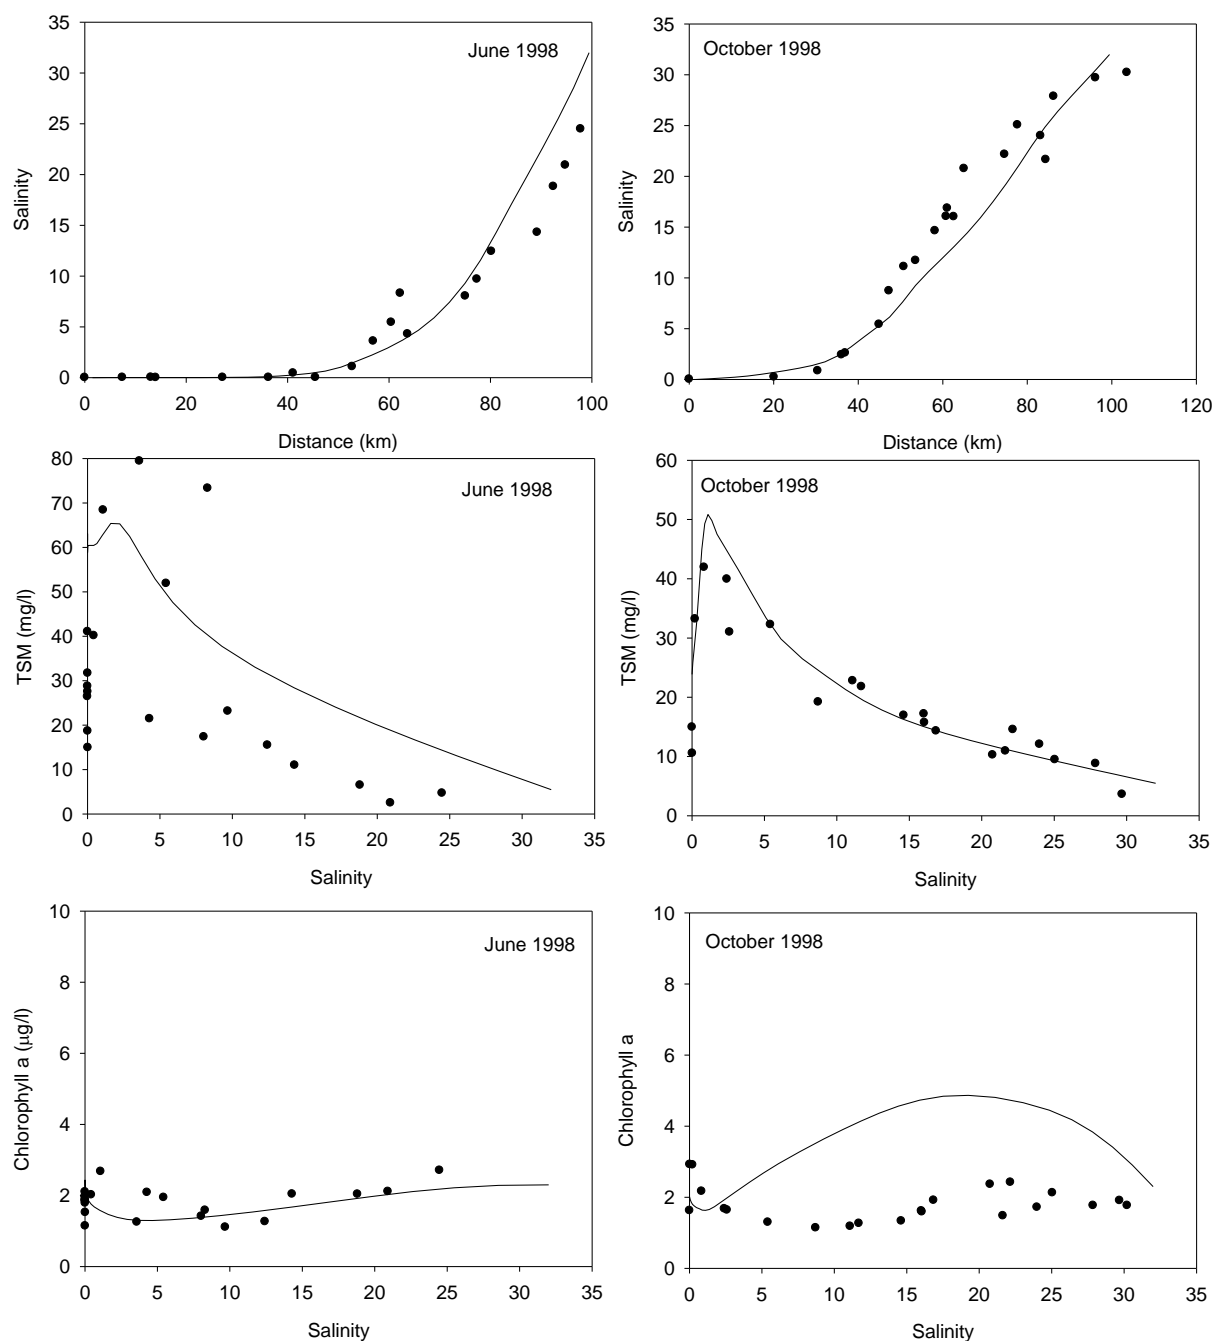 35
30
25
20
15
10
5
0
Salinity
June 1998
0 20 40 60 80 100
Distance (km)
35
30
25
20
15
10
5
0
Salinity
October 1998
0 20 40 60 80 100 120
Distance (km)
80
70
60
50
40
30
20
10
0
TSM (mg/l)
June 1998
0 5 10 15 20 25 30 35
Salinity
60
50
40
30
20
10
0
TSM (mg/l)
October 1998
0 5 10 15 20 25 30 35
Salinity
10
8
6
4
2
0
Chlorophyll a (μg/l)
June 1998
0 5 10 15 20 25 30 35
Salinity
10
8
6
4
2
0
Chlorophyll a
October 1998
0 5 10 15 20 25 30 35
Salinity